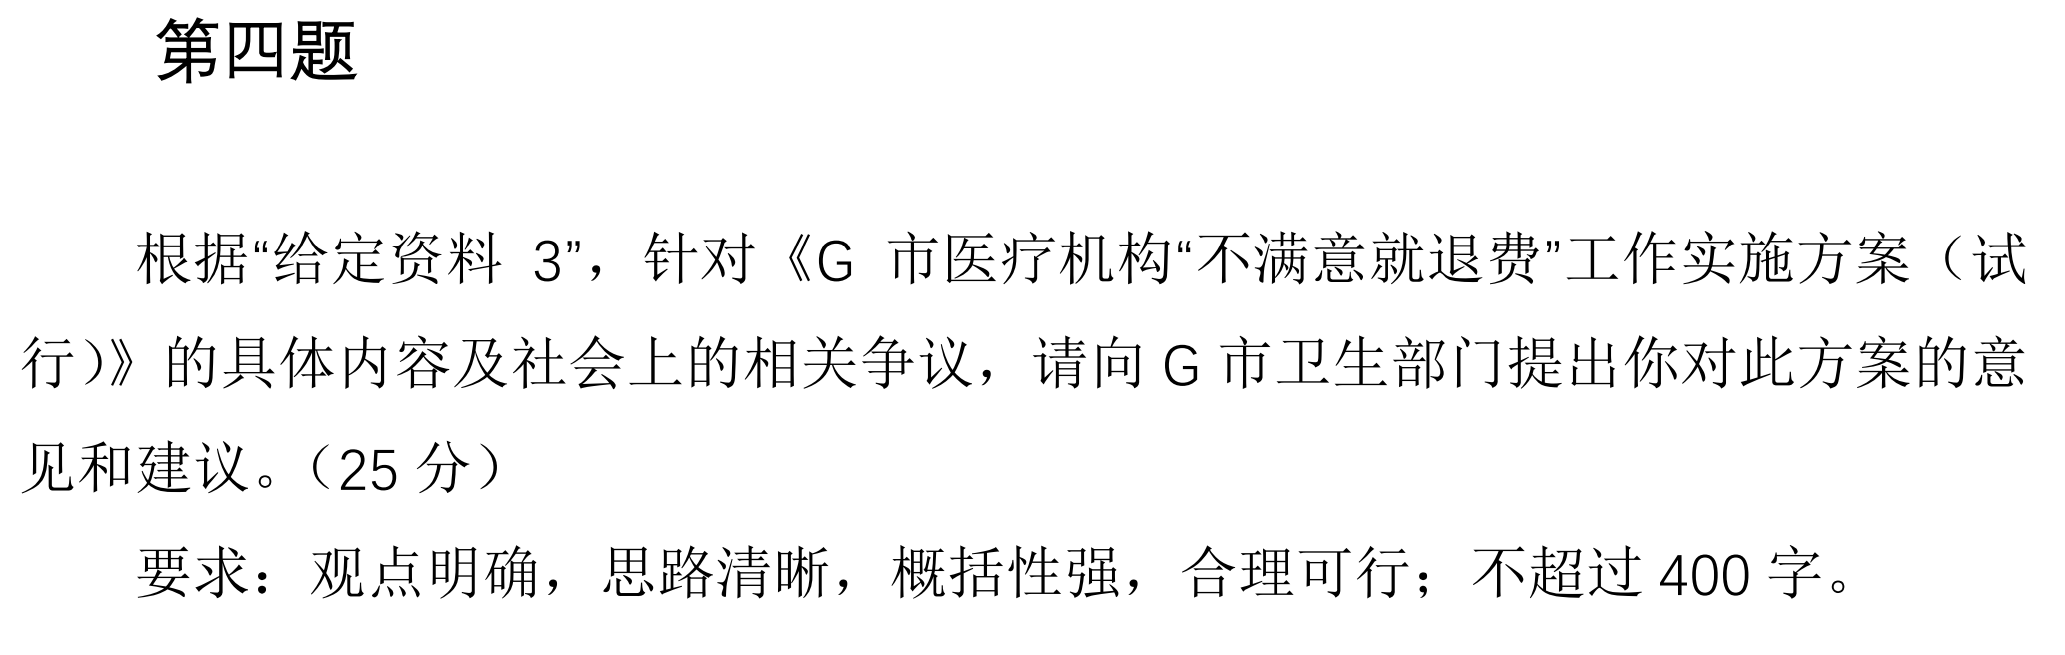 第四题
根据“给定资料 3”，针对《G 市医疗机构“不满意就退费”工作实施方案（试
行）》的具体内容及社会上的相关争议，请向 G 市卫生部门提出你对此方案的意
见和建议。（25 分）
要求：观点明确，思路清晰，概括性强，合理可行；不超过 400 字。